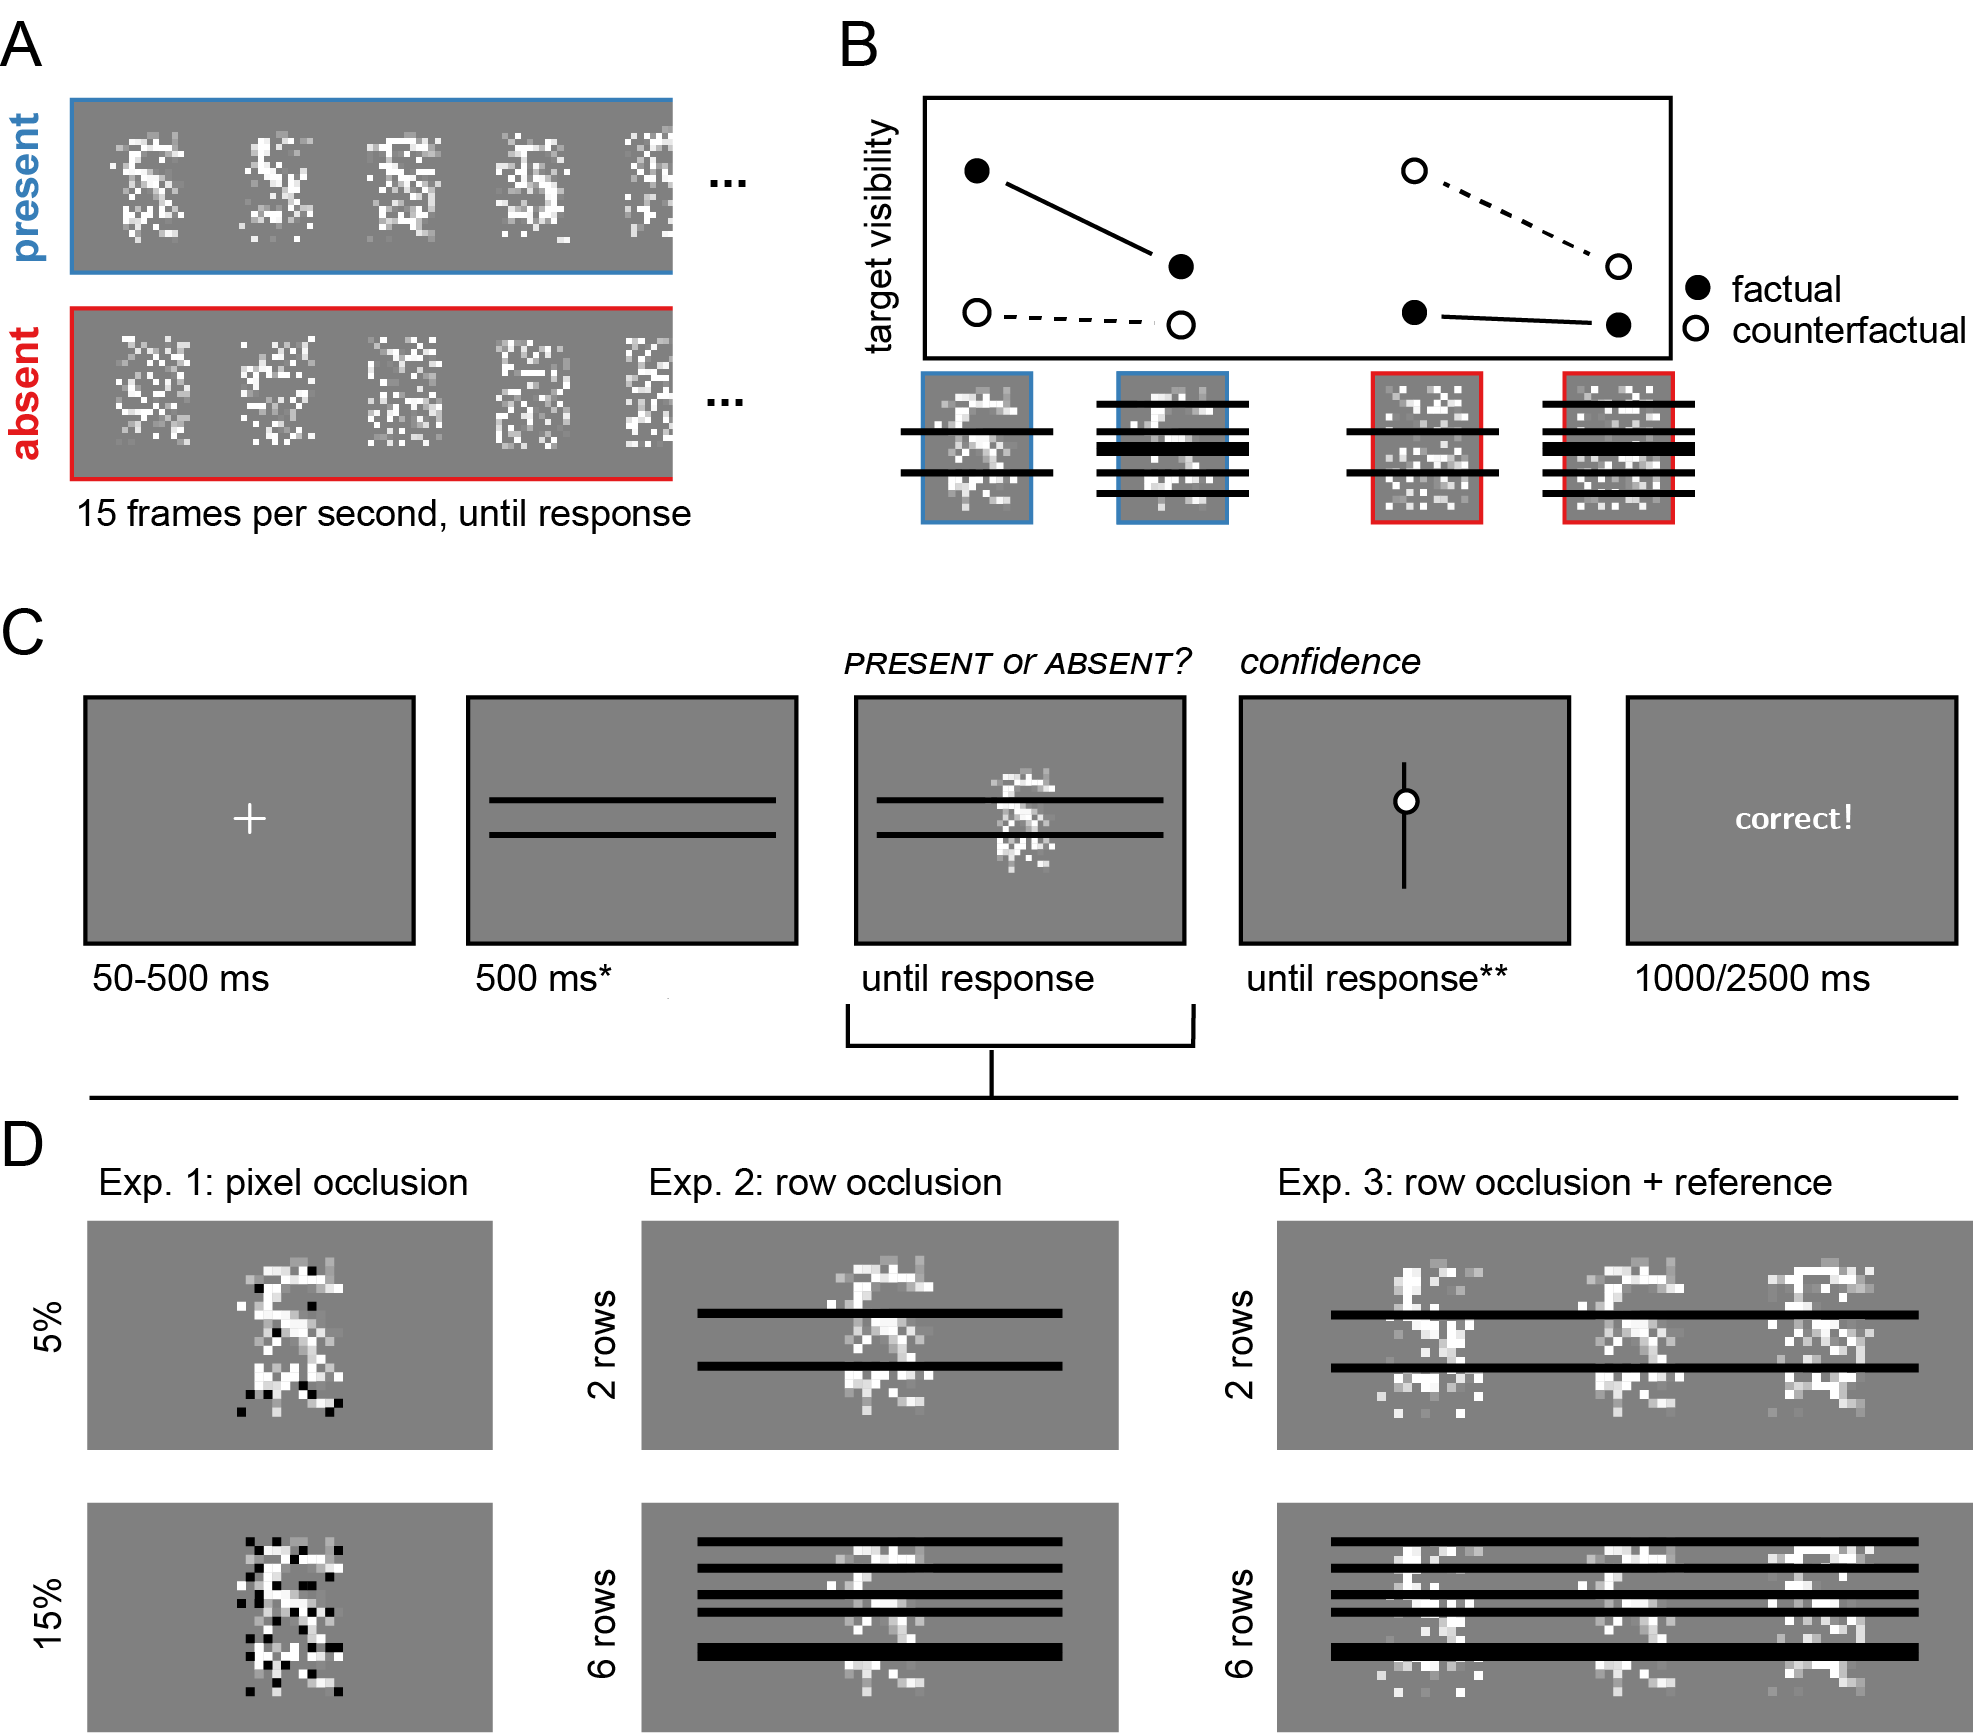 A
present
...
absent
...
15 frames per second, until response
B
target visibility
factual
counterfactual
C
PRESENT or ABSENT?
confidence
correct!
50-500 ms
500 ms*
until response
until response**
1000/2500 ms
D
Exp. 1: pixel occlusion
Exp. 2: row occlusion
Exp. 3: row occlusion + reference
5%
2 rows
2 rows
15%
6 rows
6 rows